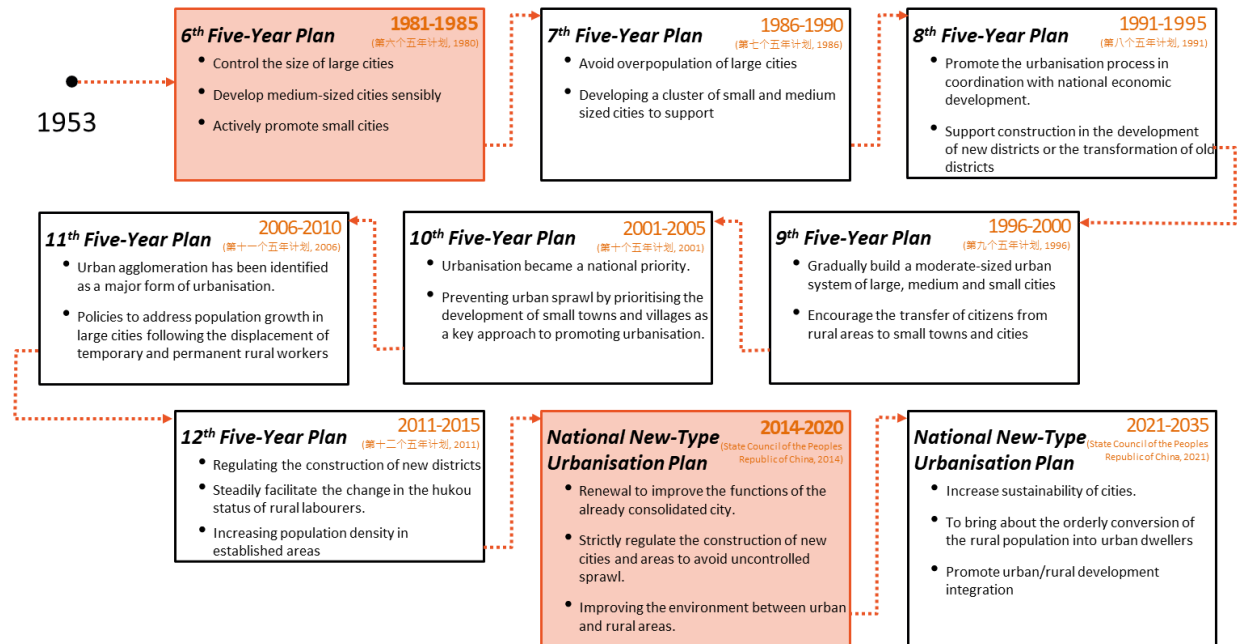 1953
6th Five-Year Plan
1981-1985
(第六个五年计划, 1980)
• Control the size of large cities
• Develop medium-sized cities sensibly
• Actively promote small cities
7th Five-Year Plan
1986-1990
(第七个五年计划, 1986)
• Avoid overpopulation of large cities
• Developing a cluster of small and medium
sized cities to support
8th Five-Year Plan
1991-1995
(第八个五年计划, 1991)
• Promote the urbanisation process in
coordination with national economic
development.
• Support construction in the development
of new districts or the transformation of old
districts
11th Five-Year Plan
2006-2010
(第十一个五年计划, 2006)
• Urban agglomeration has been identified
as a major form of urbanisation.
• Policies to address population growth in
large cities following the displacement of
temporary and permanent rural workers
10th Five-Year Plan
2001-2005
(第十个五年计划, 2001)
• Urbanisation became a national priority.
• Preventing urban sprawl by prioritising the
development of small towns and villages as
a key approach to promoting urbanisation.
9th Five-Year Plan
1996-2000
(第九个五年计划, 1996)
• Gradually build a moderate-sized urban
system of large, medium and small cities
• Encourage the transfer of citizens from
rural areas to small towns and cities
12th Five-Year Plan
2011-2015
(第十二个五年计划, 2011)
• Regulating the construction of new districts
• Steadily facilitate the change in the hukou
status of rural labourers.
• Increasing population density in
established areas
National New-Type
Urbanisation Plan
2014-2020
(State Council of the Peoples
Republic of China, 2014)
• Renewal to improve the functions of the
already consolidated city.
• Strictly regulate the construction of new
cities and areas to avoid uncontrolled
sprawl.
• Improving the environment between urban
and rural areas.
National New-Type
Urbanisation Plan
2021-2035
(State Council of the Peoples
Republic of China, 2021)
• Increase sustainability of cities.
• To bring about the orderly conversion of
the rural population into urban dwellers
• Promote urban/rural development
integration